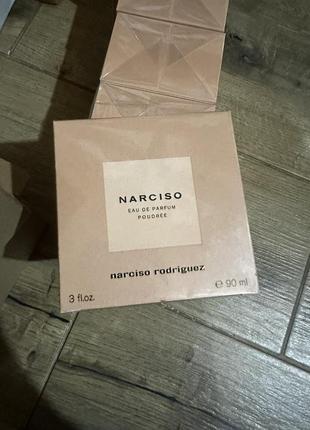 NARCISO
EAU DE PARFUM
POUDRÉE
narciso rodriguez
3 fl.oz. ℮ 90 ml